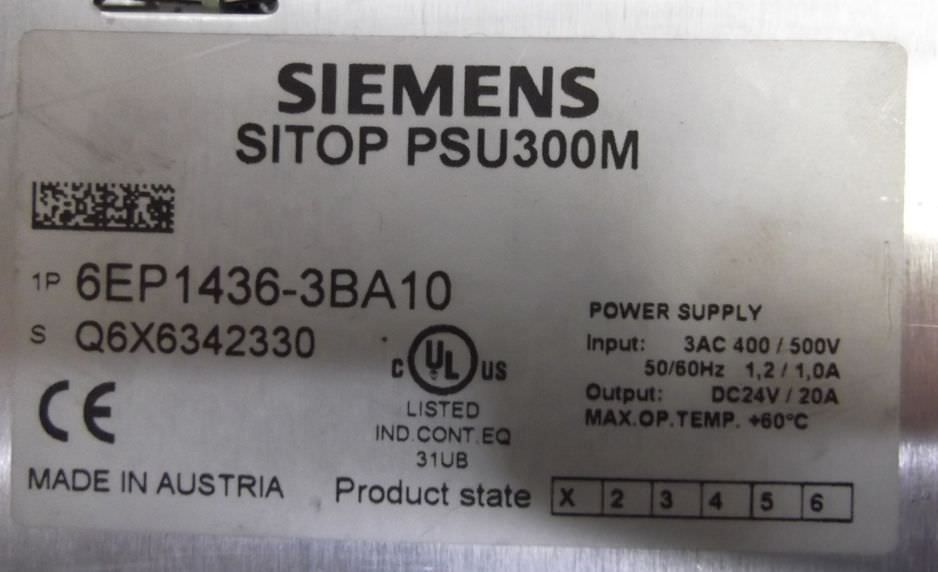 SIEMENS
SITOP PSU300M
1P 6EP1436-3BA10
S Q6X6342330
CE
C UL US
LISTED
IND.CONT.EQ
31UB
POWER SUPPLY
Input: 3AC 400 / 500V
50/60Hz 1,2 / 1,0A
Output: DC24V / 20A
MAX.OP.TEMP. +60°C
MADE IN AUSTRIA
Product state X 2 3 4 5 6